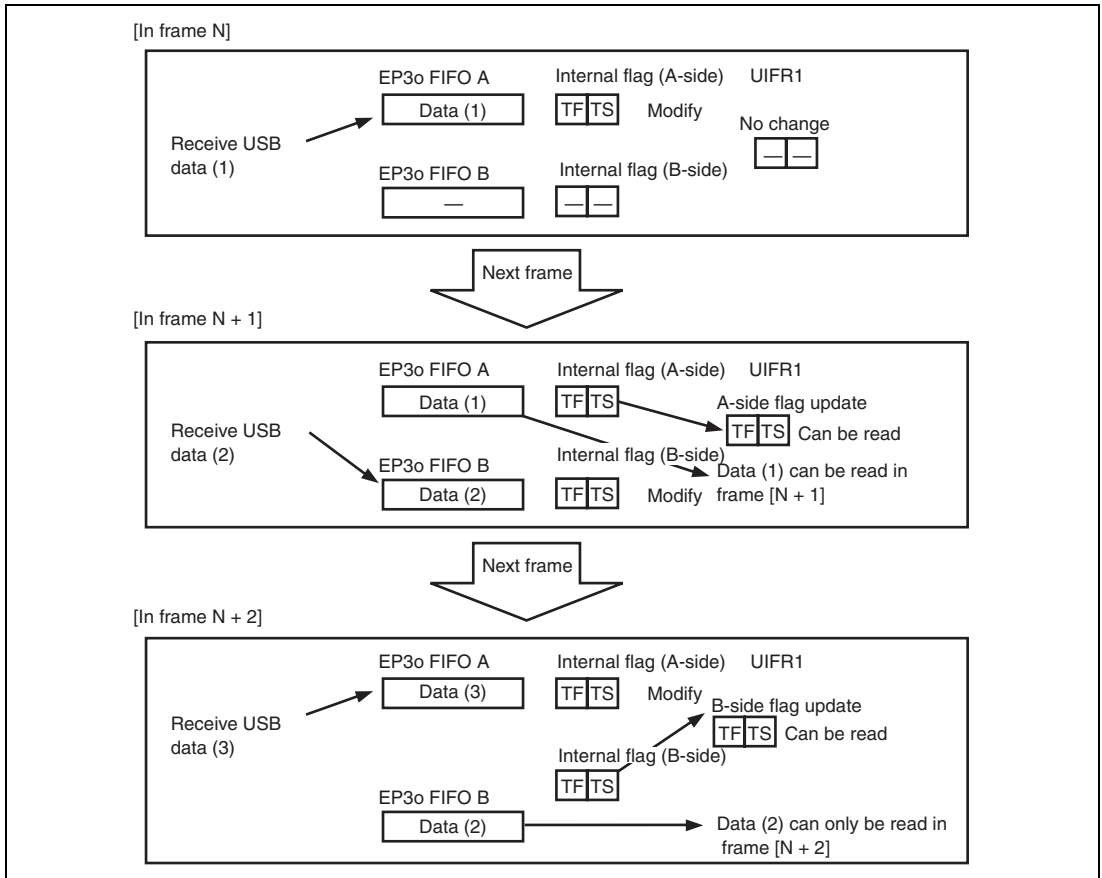 [In frame N]
EP3o FIFO A Internal flag (A-side) UIFR1
Data (1) TF TS Modify
No change
Receive USB
data (1)
— —
EP3o FIFO B Internal flag (B-side)
— — —
Next frame
[In frame N + 1]
EP3o FIFO A Internal flag (A-side) UIFR1
Data (1) TF TS A-side flag update
TF TS Can be read
Receive USB
data (2)
EP3o FIFO B Internal flag (B-side)
Data (2) TF TS Modify
Data (1) can be read in
frame [N + 1]
Next frame
[In frame N + 2]
EP3o FIFO A Internal flag (A-side) UIFR1
Data (3) TF TS Modify
B-side flag update
TF TS Can be read
Receive USB
data (3)
Internal flag (B-side)
TF TS
EP3o FIFO B
Data (2)
Data (2) can only be read in
frame [N + 2]